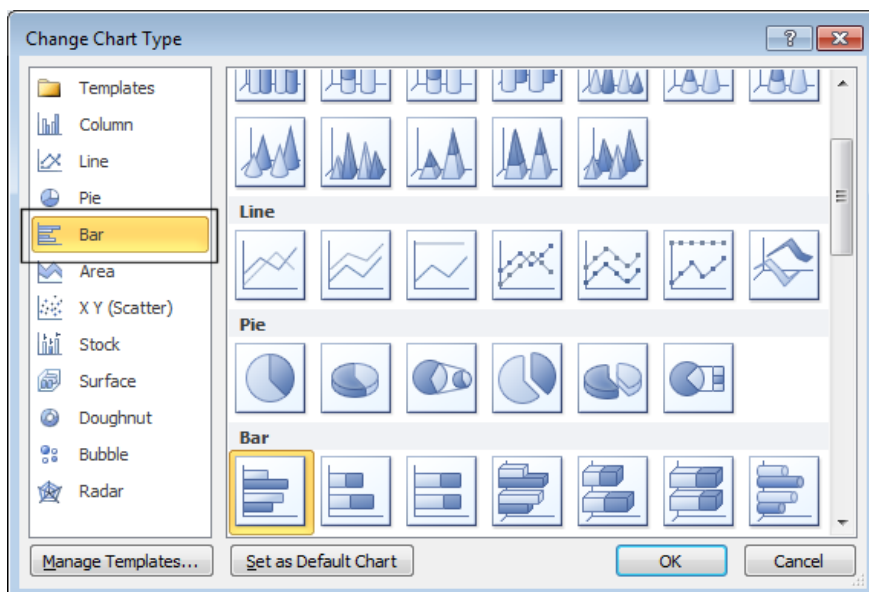 Change Chart Type
?
Templates
Column
Line
Pie
Bar
Area
X Y (Scatter)
Stock
Surface
Doughnut
Bubble
Radar
Line
Pie
Bar
Manage Templates...
Set as Default Chart
OK
Cancel